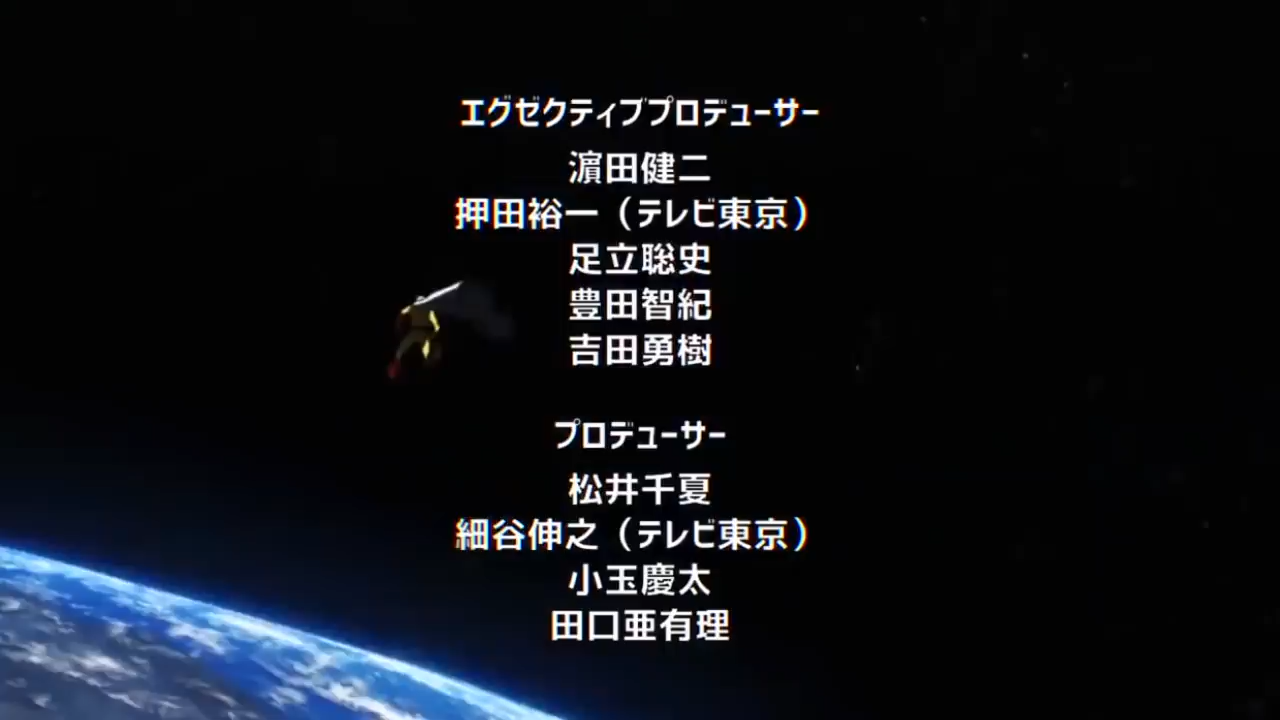 エグゼクティブプロデューサー
濵田健二
押田裕一（テレビ東京）
足立聡史
豊田智紀
吉田勇樹
プロデューサー
松井千夏
細谷伸之（テレビ東京）
小玉慶太
田口亜有理